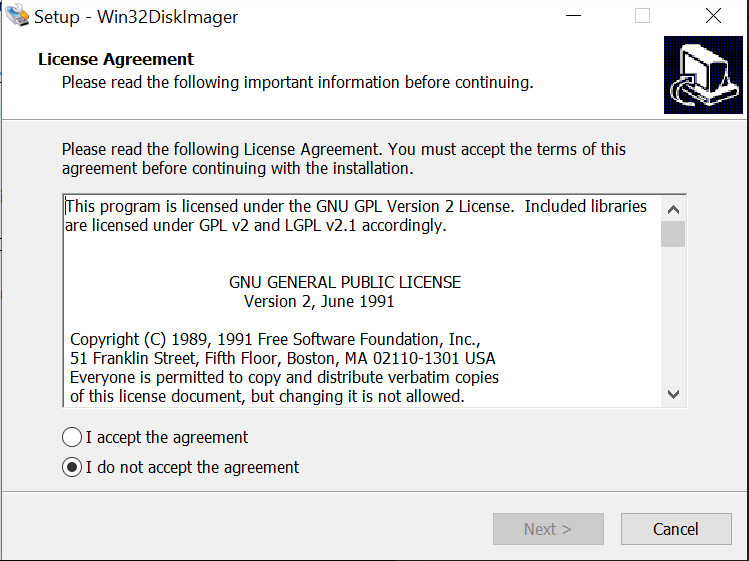 Setup - Win32DiskImager
License Agreement
Please read the following important information before continuing.
Please read the following License Agreement. You must accept the terms of this
agreement before continuing with the installation.
This program is licensed under the GNU GPL Version 2 License.  Included libraries
are licensed under GPL v2 and LGPL v2.1 accordingly.
GNU GENERAL PUBLIC LICENSE
Version 2, June 1991
Copyright (C) 1989, 1991 Free Software Foundation, Inc.,
51 Franklin Street, Fifth Floor, Boston, MA 02110-1301 USA
Everyone is permitted to copy and distribute verbatim copies
of this license document, but changing it is not allowed.
I accept the agreement
I do not accept the agreement
Next >
Cancel